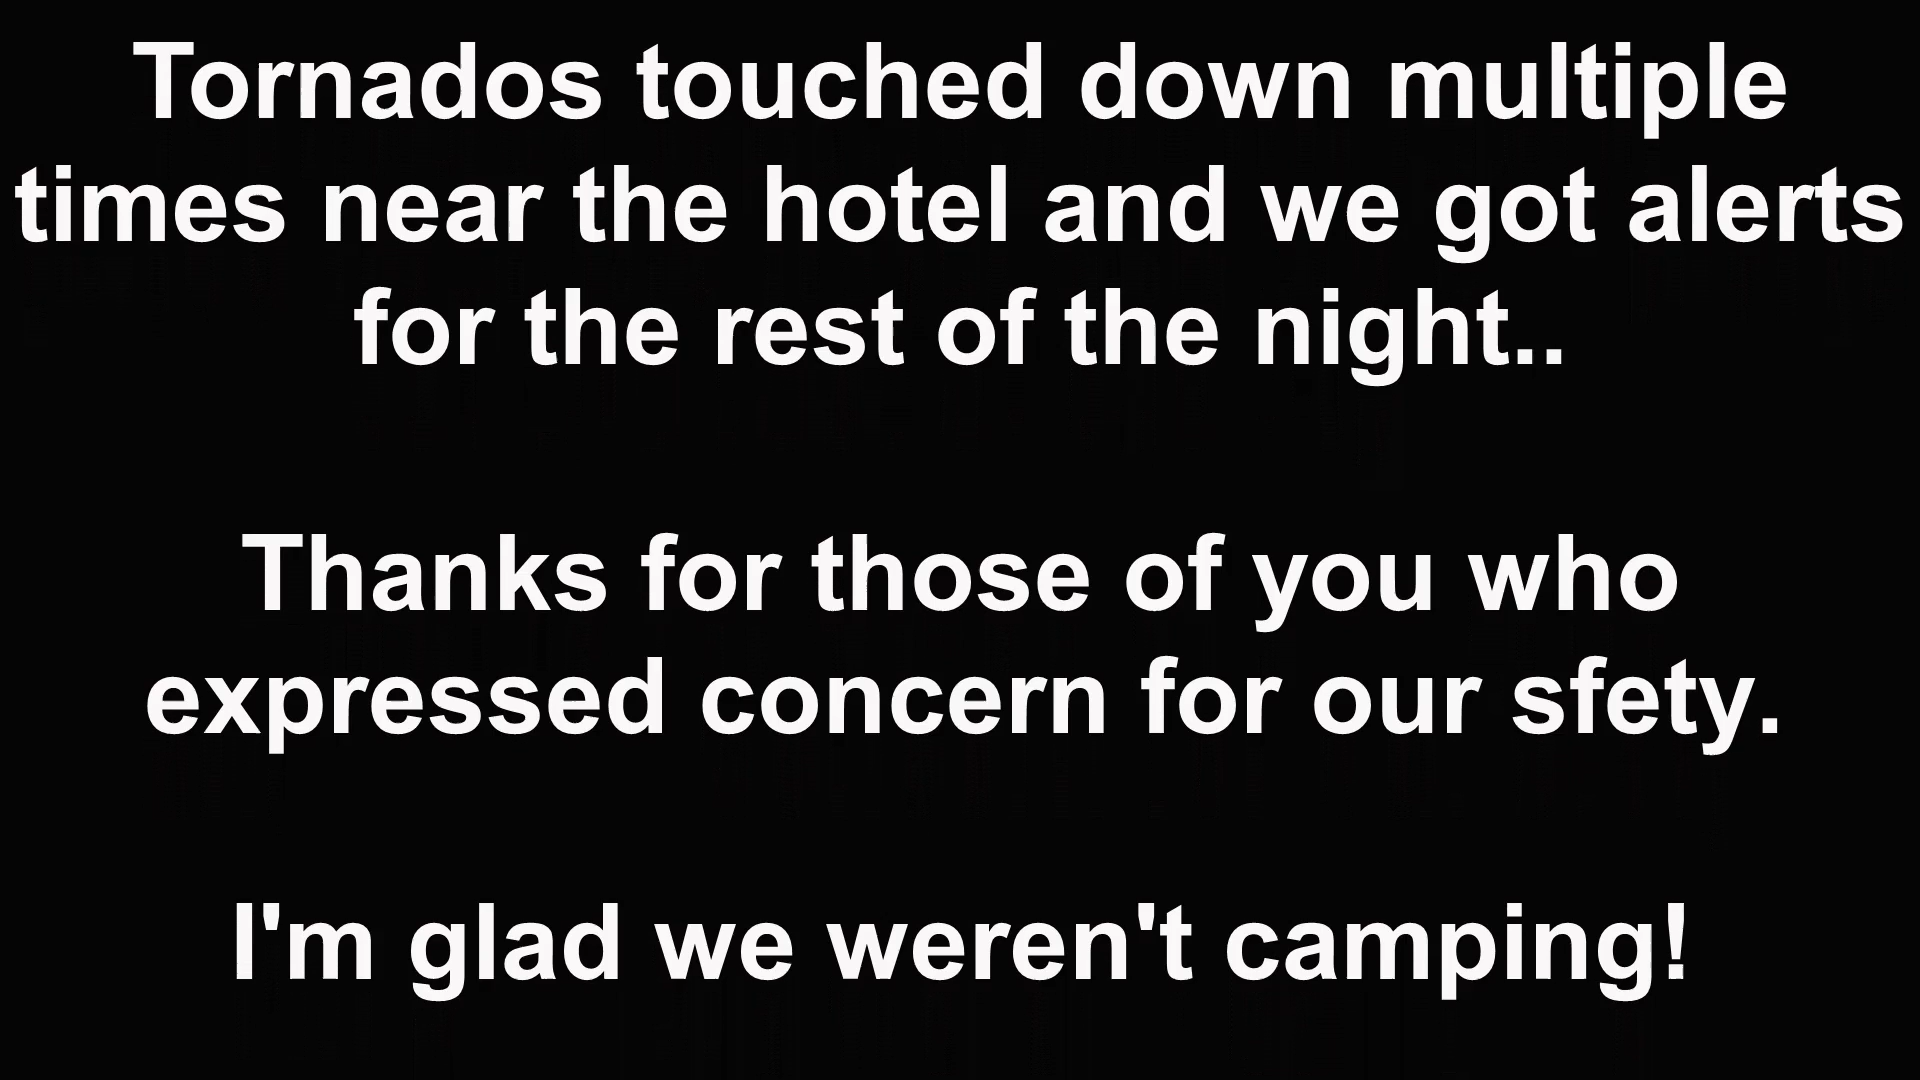 Tornados touched down multiple
times near the hotel and we got alerts
for the rest of the night..
Thanks for those of you who
expressed concern for our sfety.
I'm glad we weren't camping!